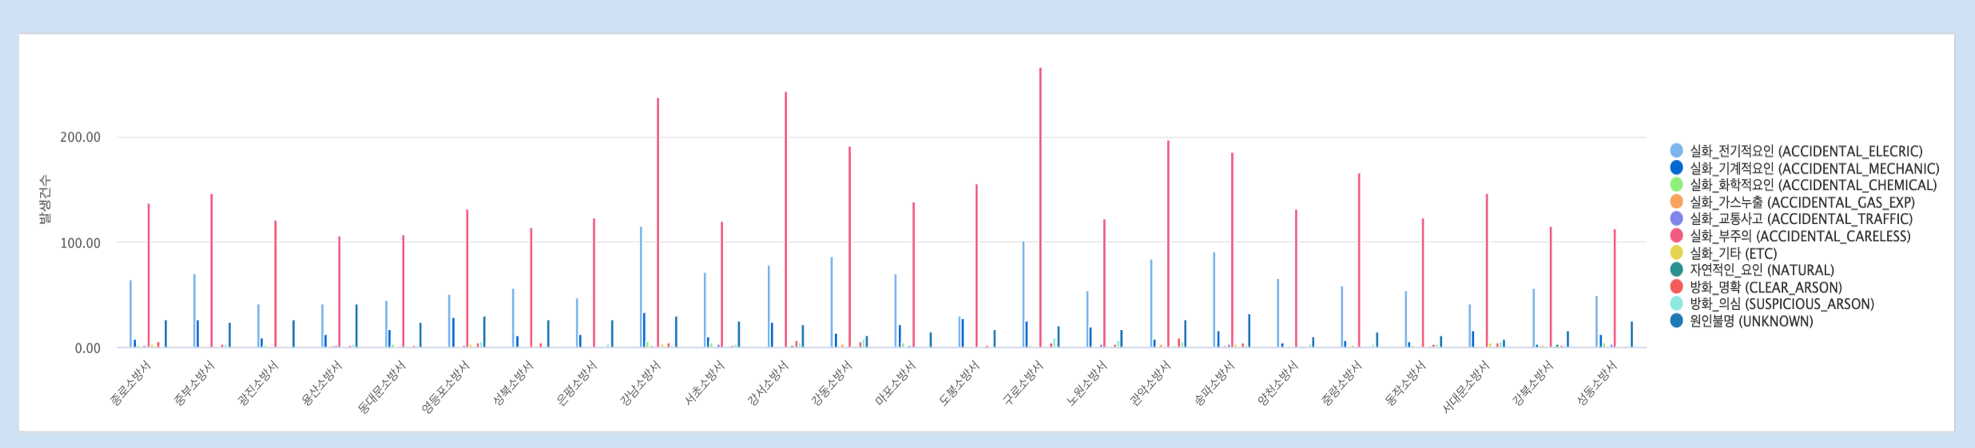 발생건수
200.00
100.00
0.00
종로소방서
중부소방서
광진소방서
용산소방서
동대문소방서
영등포소방서
성북소방서
은평소방서
강남소방서
서초소방서
강서소방서
강동소방서
마포소방서
도봉소방서
구로소방서
노원소방서
관악소방서
송파소방서
양천소방서
중랑소방서
동작소방서
서대문소방서
강북소방서
성동소방서
실화_전기적요인 (ACCIDENTAL_ELECRIC)
실화_기계적요인 (ACCIDENTAL_MECHANIC)
실화_화학적요인 (ACCIDENTAL_CHEMICAL)
실화_가스누출 (ACCIDENTAL_GAS_EXP)
실화_교통사고 (ACCIDENTAL_TRAFFIC)
실화_부주의 (ACCIDENTAL_CARELESS)
실화_기타 (ETC)
자연적인_요인 (NATURAL)
방화_명확 (CLEAR_ARSON)
방화_의심 (SUSPICIOUS_ARSON)
원인불명 (UNKNOWN)